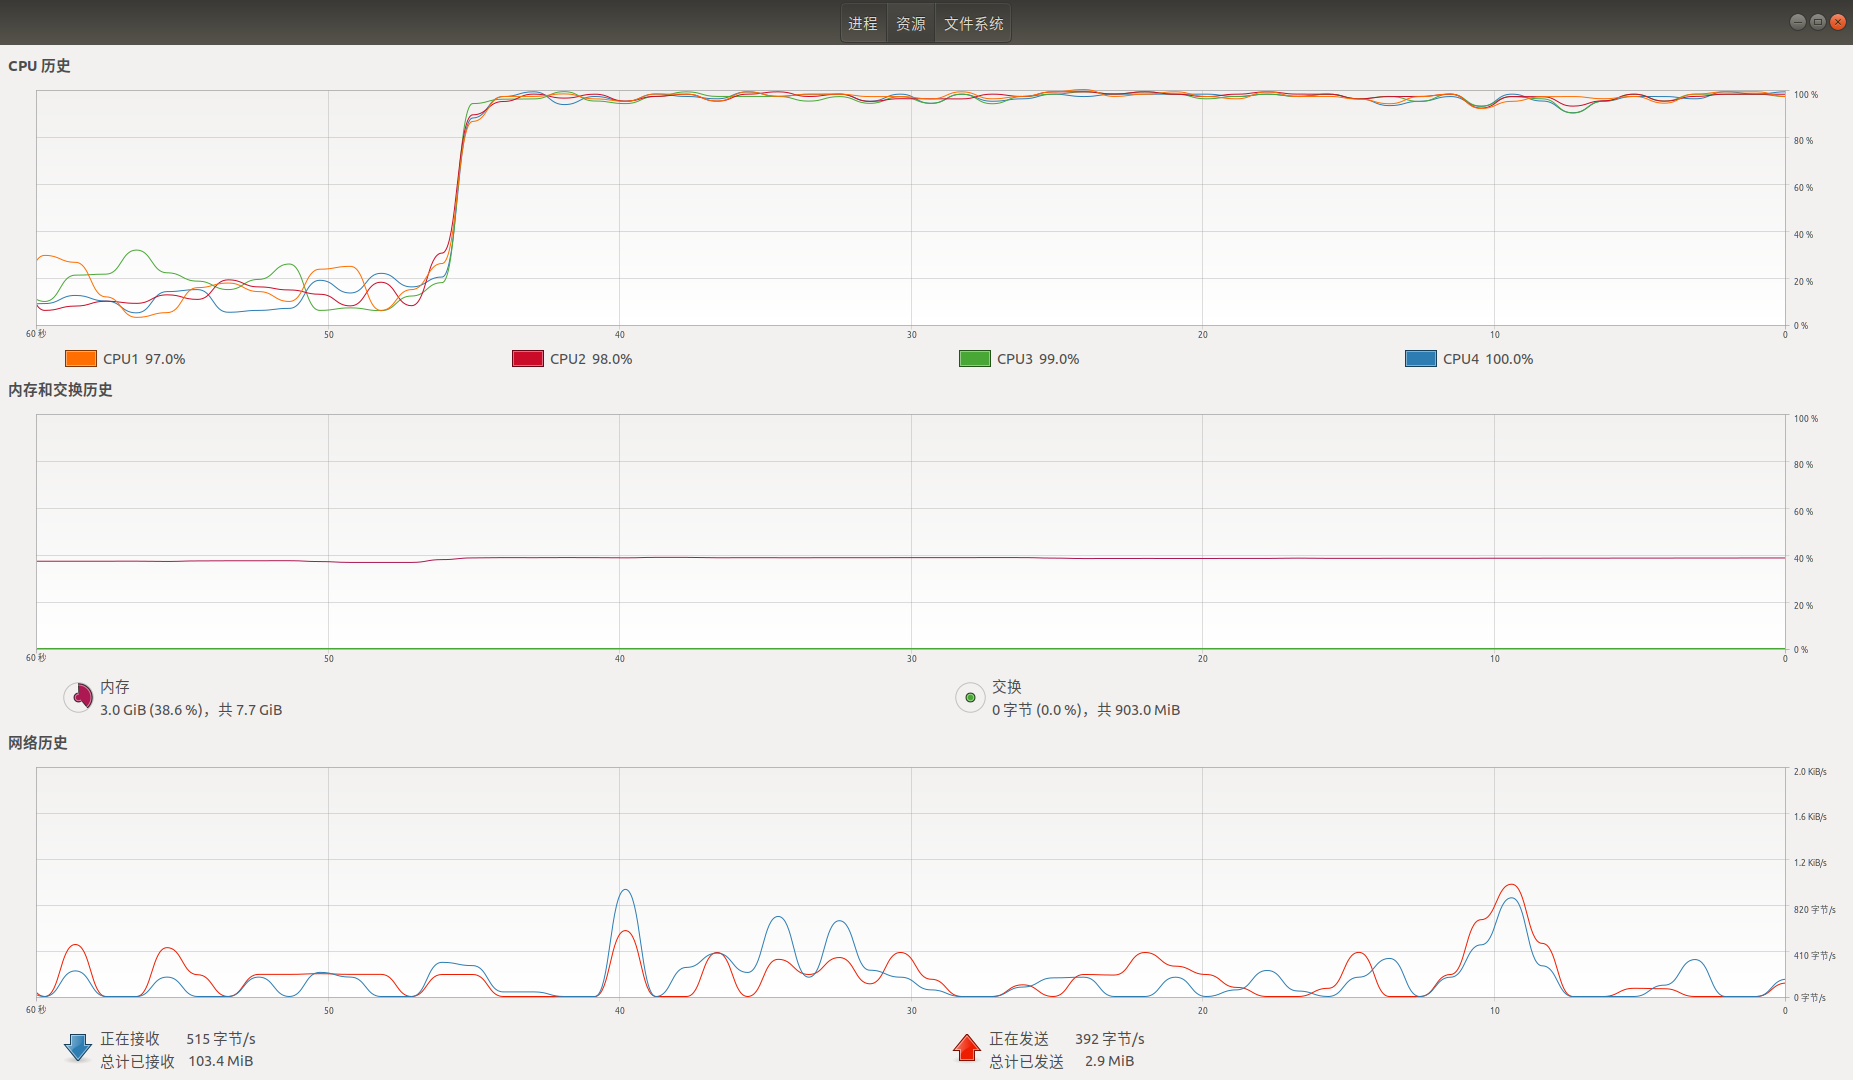 进程 资源 文件系统
CPU 历史
100 %
80 %
60 %
40 %
20 %
0 %
60 秒 50 40 30 20 10 0
CPU1 97.0% CPU2 98.0% CPU3 99.0% CPU4 100.0%
内存和交换历史
100 %
80 %
60 %
40 %
20 %
0 %
60 秒 50 40 30 20 10 0
内存 交换
3.0 GiB (38.6 %)，共 7.7 GiB 0 字节 (0.0 %)，共 903.0 MiB
网络历史
2.0 KiB/s
1.6 KiB/s
1.2 KiB/s
820 字节/s
410 字节/s
0 字节/s
60 秒 50 40 30 20 10 0
正在接收 515 字节/s 正在发送 392 字节/s
总计已接收 103.4 MiB 总计已发送 2.9 MiB